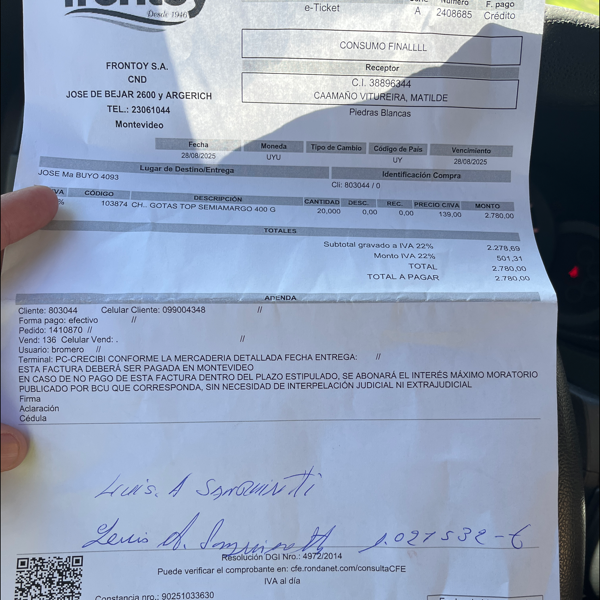 frontoy
Desde 1946
e-Ticket
Número F. pago
A 2408685 Crédito
CONSUMO FINALLLL
Receptor
C.I. 38896344
CAAMAÑO VITUREIRA, MATILDE
Piedras Blancas
FRONTOY S.A.
CND
JOSE DE BEJAR 2600 y ARGERICH
TEL.: 23061044
Montevideo
Fecha Moneda Tipo de Cambio Código de País Vencimiento
28/08/2025 UYU UY 28/08/2025
Lugar de Destino/Entrega Identificación Compra
JOSE Ma BUYO 4093 Cli: 803044 / 0
IVA CÓDIGO DESCRIPCIÓN CANTIDAD DESC. REC. PRECIO C/IVA MONTO
% 103874 CH.. GOTAS TOP SEMIAMARGO 400 G 20,000 0,00 0,00 139,00 2.780,00
TOTALES
Subtotal gravado a IVA 22% 2.278,69
Monto IVA 22% 501,31
TOTAL 2.780,00
TOTAL A PAGAR 2.780,00
ADENDA
Cliente: 803044 Celular Cliente: 099004348 //
Forma pago: efectivo //
Pedido: 1410870 //
Vend: 136 Celular Vend: . //
Usuario: bromero //
Terminal: PC-CRECIBI CONFORME LA MERCADERIA DETALLADA FECHA ENTREGA: //
ESTA FACTURA DEBERÁ SER PAGADA EN MONTEVIDEO
EN CASO DE NO PAGO DE ESTA FACTURA DENTRO DEL PLAZO ESTIPULADO, SE ABONARÁ EL INTERÉS MÁXIMO MORATORIO
PUBLICADO POR BCU QUE CORRESPONDA, SIN NECESIDAD DE INTERPELACIÓN JUDICIAL NI EXTRAJUDICIAL
Firma
Aclaración
Cédula
Luis. A
Luis A.
Resolución DGI Nro.: 4972/2014
Puede verificar el comprobante en: cfe.rondanet.com/consultaCFE
IVA al día
Constancia nro.: 90251033630